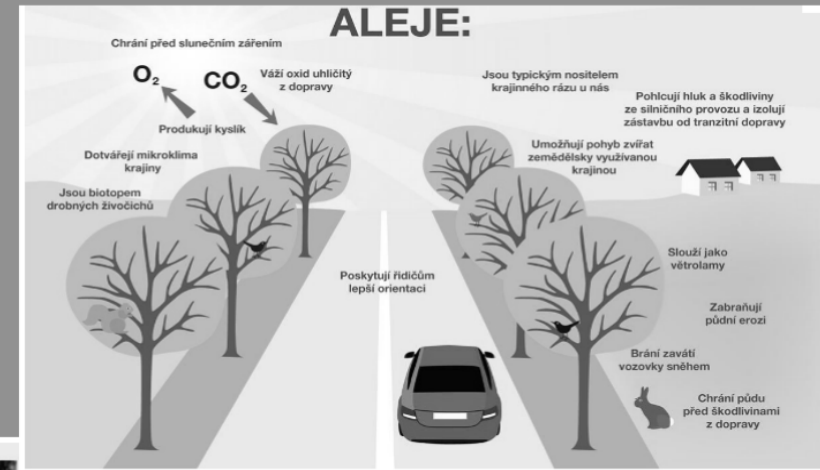 ALEJE:
Chrání před slunečním zářením
O₂
CO₂
Váží oxid uhličitý
z dopravy
Produkují kyslík
Dotvářejí mikroklima
krajiny
Jsou biotopem
drobných živočichů
Poskytují řidičům
lepší orientaci
Jsou typickým nositelem
krajinného rázu u nás
Pohlcují hluk a škodliviny
ze silničního provozu a izolují
zástavbu od tranzitní dopravy
Umožňují pohyb zvířat
zemědělsky využívanou
krajinou
Slouží jako
větrolamy
Zabraňují
půdní erozi
Brání zavátí
vozovky sněhem
Chrání půdu
před škodlivinami
z dopravy